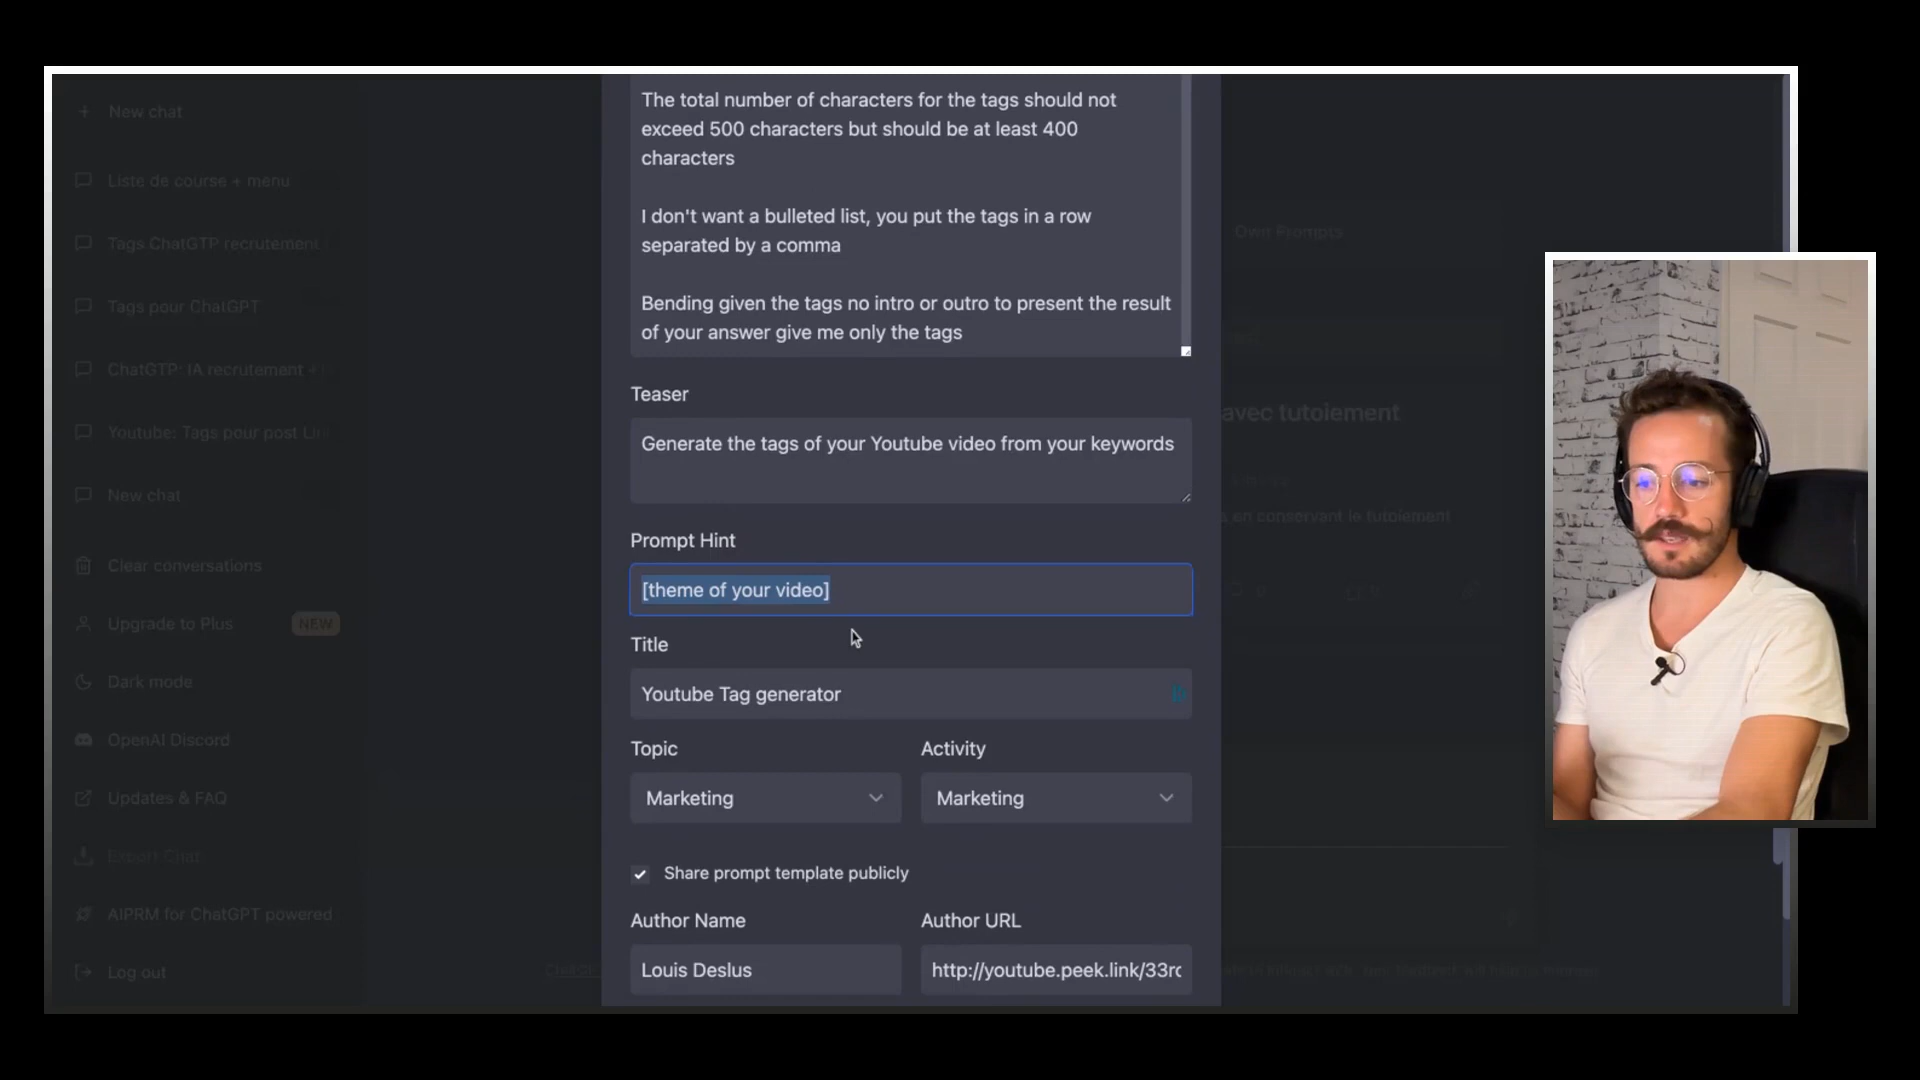 The total number of characters for the tags should not
exceed 500 characters but should be at least 400
characters
I don't want a bulleted list, you put the tags in a row
separated by a comma
Bending given the tags no intro or outro to present the result
of your answer give me only the tags
Teaser
Generate the tags of your Youtube video from your keywords
Prompt Hint
[theme of your video]
Title
Youtube Tag generator
Topic
Activity
Marketing
Marketing
Share prompt template publicly
Author Name
Author URL
Louis Deslus
http://youtube.peek.link/33rc
New chat
Liste de course + menu
Tags ChatGTP recrutement
Tags pour ChatGPT
ChatGTP: IA recrutement +
Youtube: Tags pour post Lin
New chat
Clear conversations
Upgrade to Plus
NEW
Dark mode
OpenAI Discord
Updates & FAQ
Export Chat
AIPRM for ChatGPT powered
Log out
Own Prompts
avec tutoiement
en conservant le tutoiement